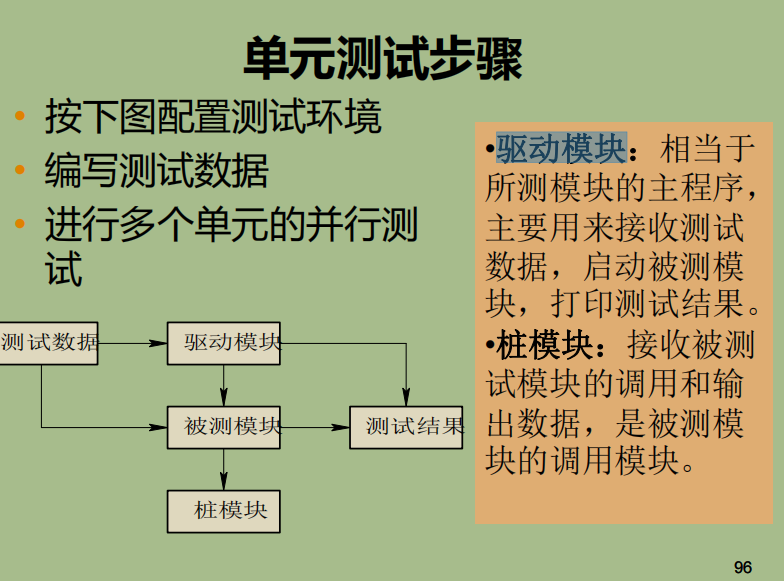 单元测试步骤
• 按下图配置测试环境
• 编写测试数据
• 进行多个单元的并行测
试
测试数据
驱动模块
被测模块
测试结果
桩模块
•驱动模块：相当于
所测模块的主程序，
主要用来接收测试
数据，启动被测模
块，打印测试结果。
•桩模块：接收被测
试模块的调用和输
出数据，是被测模
块的调用模块。
96